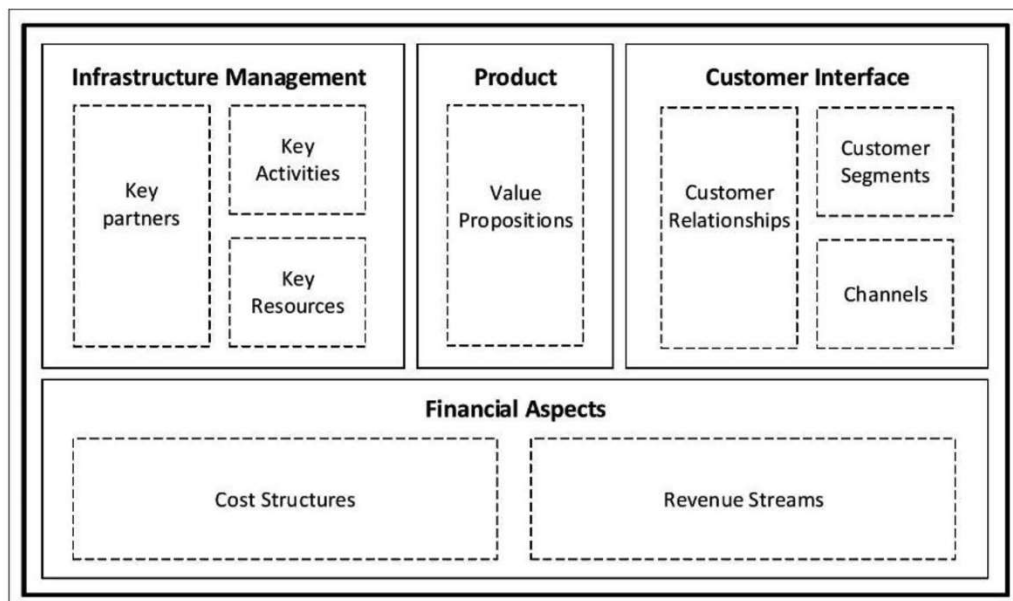 Infrastructure Management
Key
partners
Key
Activities
Key
Resources
Product
Value
Propositions
Customer Interface
Customer
Relationships
Customer
Segments
Channels
Financial Aspects
Cost Structures
Revenue Streams